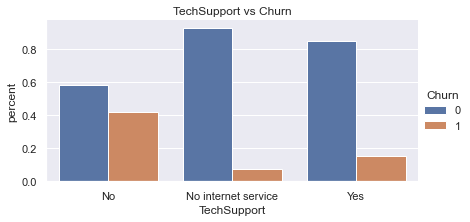 TechSupport vs Churn
percent
0.8
0.6
0.4
0.2
0.0
No
No internet service
Yes
TechSupport
Churn
0
1